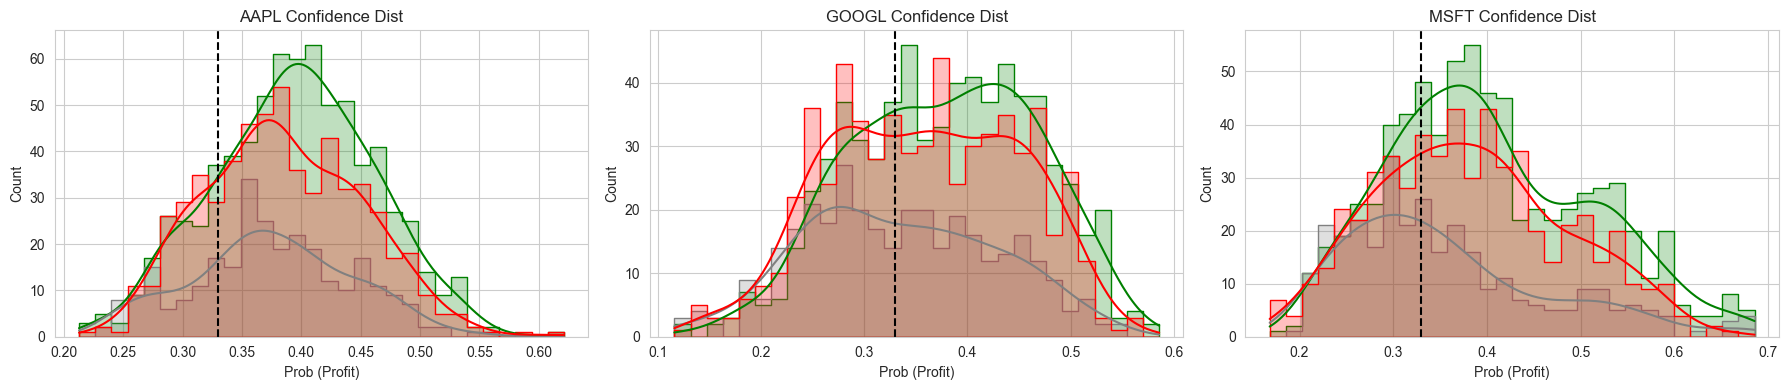 AAPL Confidence Dist
Count
60
50
40
30
20
10
0
0.20 0.25 0.30 0.35 0.40 0.45 0.50 0.55 0.60
Prob (Profit)
GOOGL Confidence Dist
Count
40
30
20
10
0
0.1 0.2 0.3 0.4 0.5 0.6
Prob (Profit)
MSFT Confidence Dist
Count
50
40
30
20
10
0
0.2 0.3 0.4 0.5 0.6 0.7
Prob (Profit)